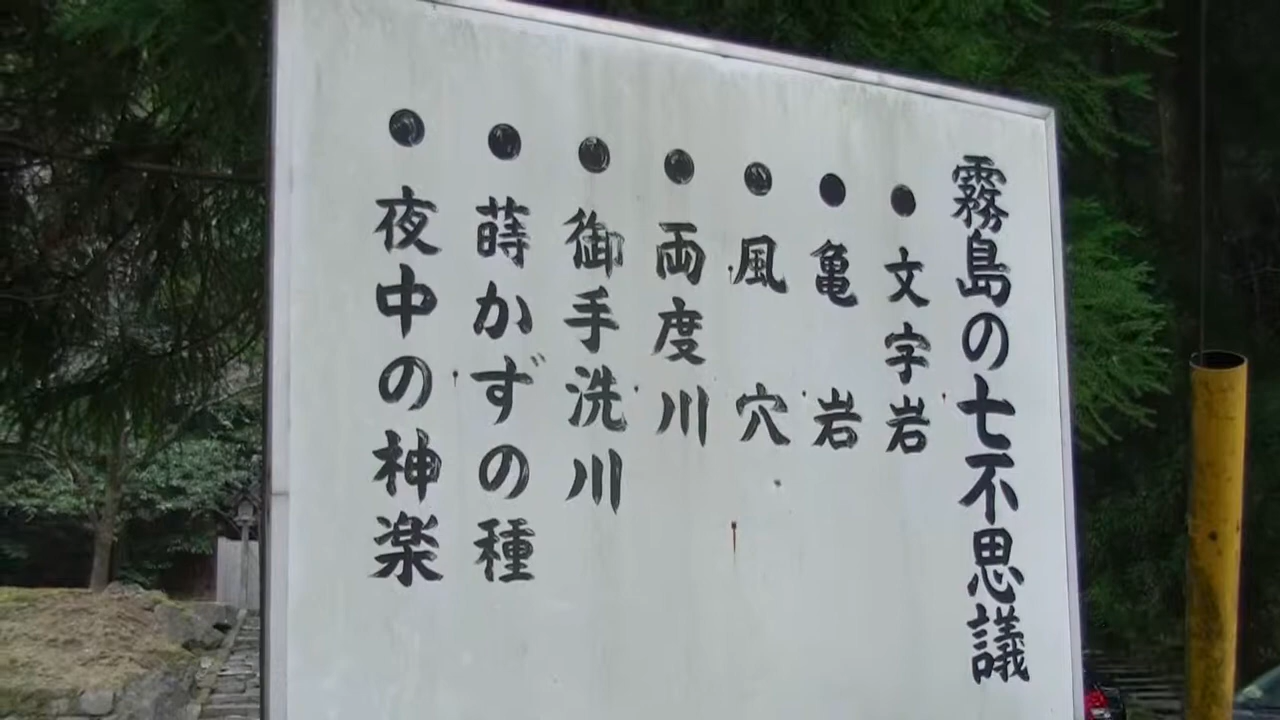 霧島の七不思議
●文字岩
●亀岩
●風穴
●両度川
●御手洗川
●蒔かずの種
●夜中の神楽